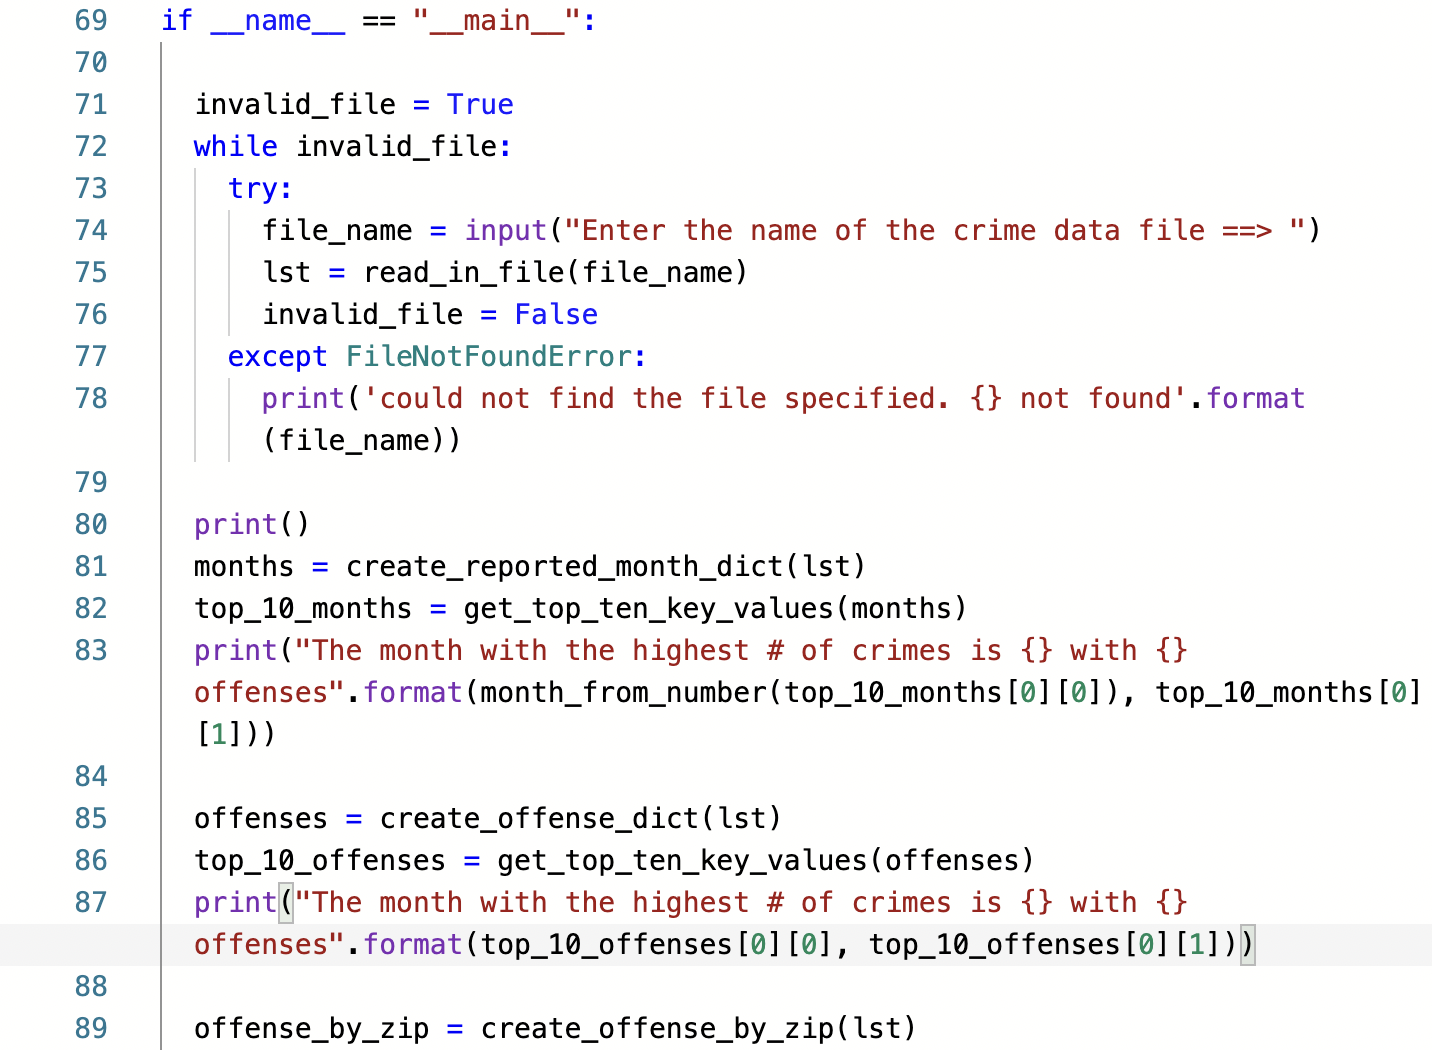 69 if __name__ == "__main__":
70
71 invalid_file = True
72 while invalid_file:
73 try:
74 file_name = input("Enter the name of the crime data file ==> ")
75 lst = read_in_file(file_name)
76 invalid_file = False
77 except FileNotFoundError:
78 print('could not find the file specified. {} not found'.format
(file_name))
79
80 print()
81 months = create_reported_month_dict(lst)
82 top_10_months = get_top_ten_key_values(months)
83 print("The month with the highest # of crimes is {} with {}
offenses".format(month_from_number(top_10_months[0][0]), top_10_months[0]
[1]))
84
85 offenses = create_offense_dict(lst)
86 top_10_offenses = get_top_ten_key_values(offenses)
87 print("The month with the highest # of crimes is {} with {}
offenses".format(top_10_offenses[0][0], top_10_offenses[0][1]))
88
89 offense_by_zip = create_offense_by_zip(lst)